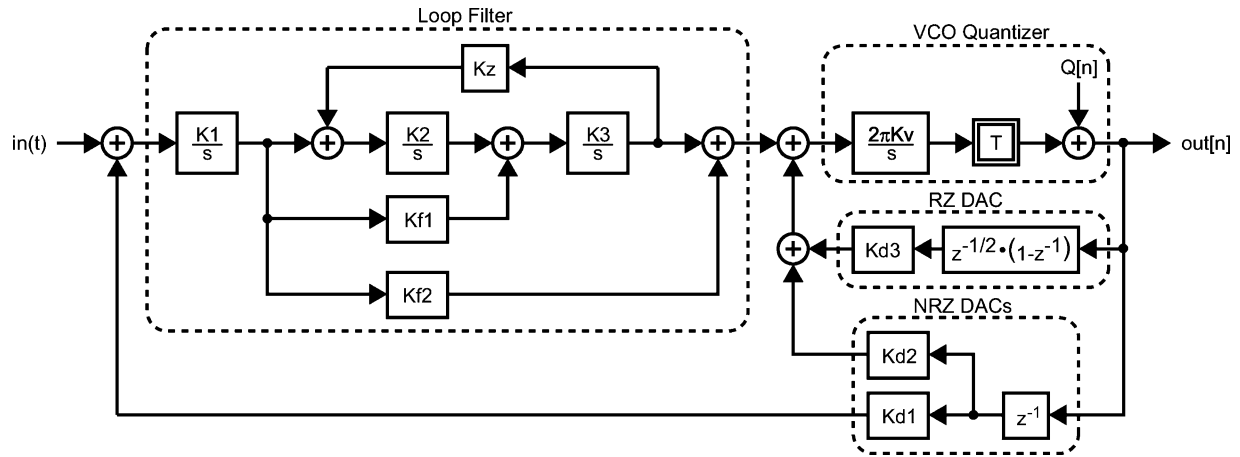 Loop Filter
VCO Quantizer
Kz
Q[n]
in(t)
+
K1
s
+
K2
s
+
K3
s
+
+
2πKv
s
T
+
out[n]
Kf1
RZ DAC
+
Kd3
z-1/2•(1-z-1)
Kf2
NRZ DACs
Kd2
Kd1
z-1